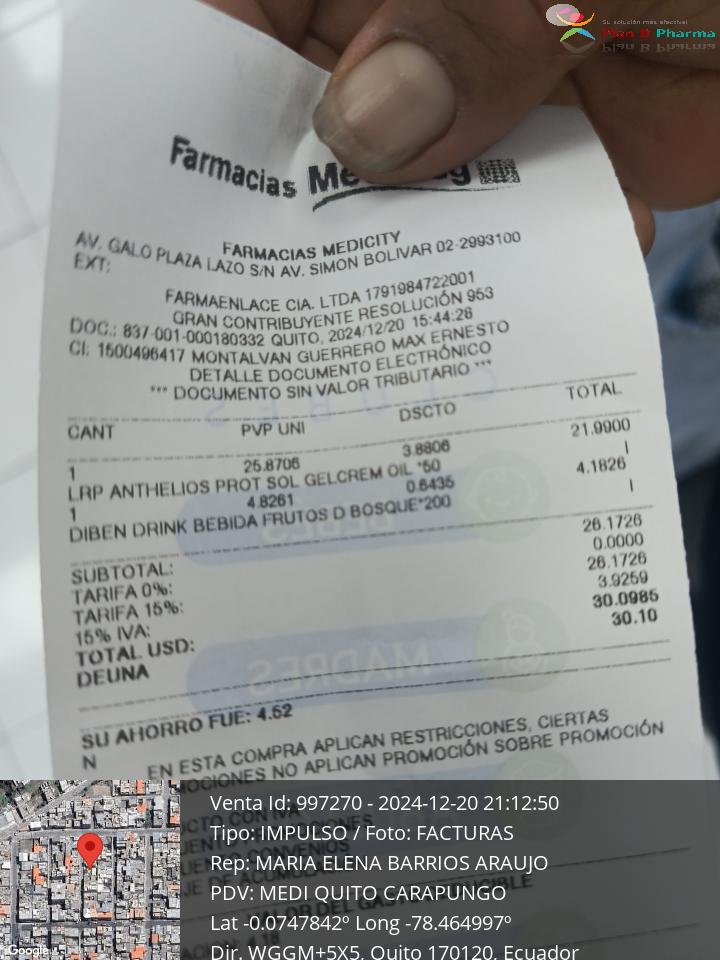 Su solución más efectiva!
Plan B Pharma
Farmacias Me
FARMACIAS MEDICITY
AV. GALO PLAZA LAZO S/N AV. SIMON BOLIVAR 02-2993100
EXT:
FARMAENLACE CIA. LTDA 1791984722001
GRAN CONTRIBUYENTE RESOLUCIÓN 953
DOC.: 837-001-000180332 QUITO, 2024/12/20 15:44:28
CI: 1500496417 MONTALVAN GUERRERO MAX ERNESTO
DETALLE DOCUMENTO ELECTRÓNICO
*** DOCUMENTO SIN VALOR TRIBUTARIO ***
CANT PVP UNI DSCTO TOTAL
1 25.8706 3.8806 21.9900
LRP ANTHELIOS PROT SOL GELCREM OIL *50 I
1 4.8261 0.6435 4.1826
DIBEN DRINK BEBIDA FRUTOS D BOSQUE*200 I
SUBTOTAL: 26.1726
TARIFA 0%: 0.0000
TARIFA 15%: 26.1726
15% IVA: 3.9259
TOTAL USD: 30.0985
DEUNA 30.10
SU AHORRO FUE: 4.52
N EN ESTA COMPRA APLICAN RESTRICCIONES, CIERTAS
MOCIONES NO APLICAN PROMOCIÓN SOBRE PROMOCIÓN
Venta Id: 997270 - 2024-12-20 21:12:50
Tipo: IMPULSO / Foto: FACTURAS
Rep: MARIA ELENA BARRIOS ARAUJO
PDV: MEDI QUITO CARAPUNGO
Lat -0.0747842° Long -78.464997°
Dir. WGGM+5X5, Quito 170120, Ecuador
Google